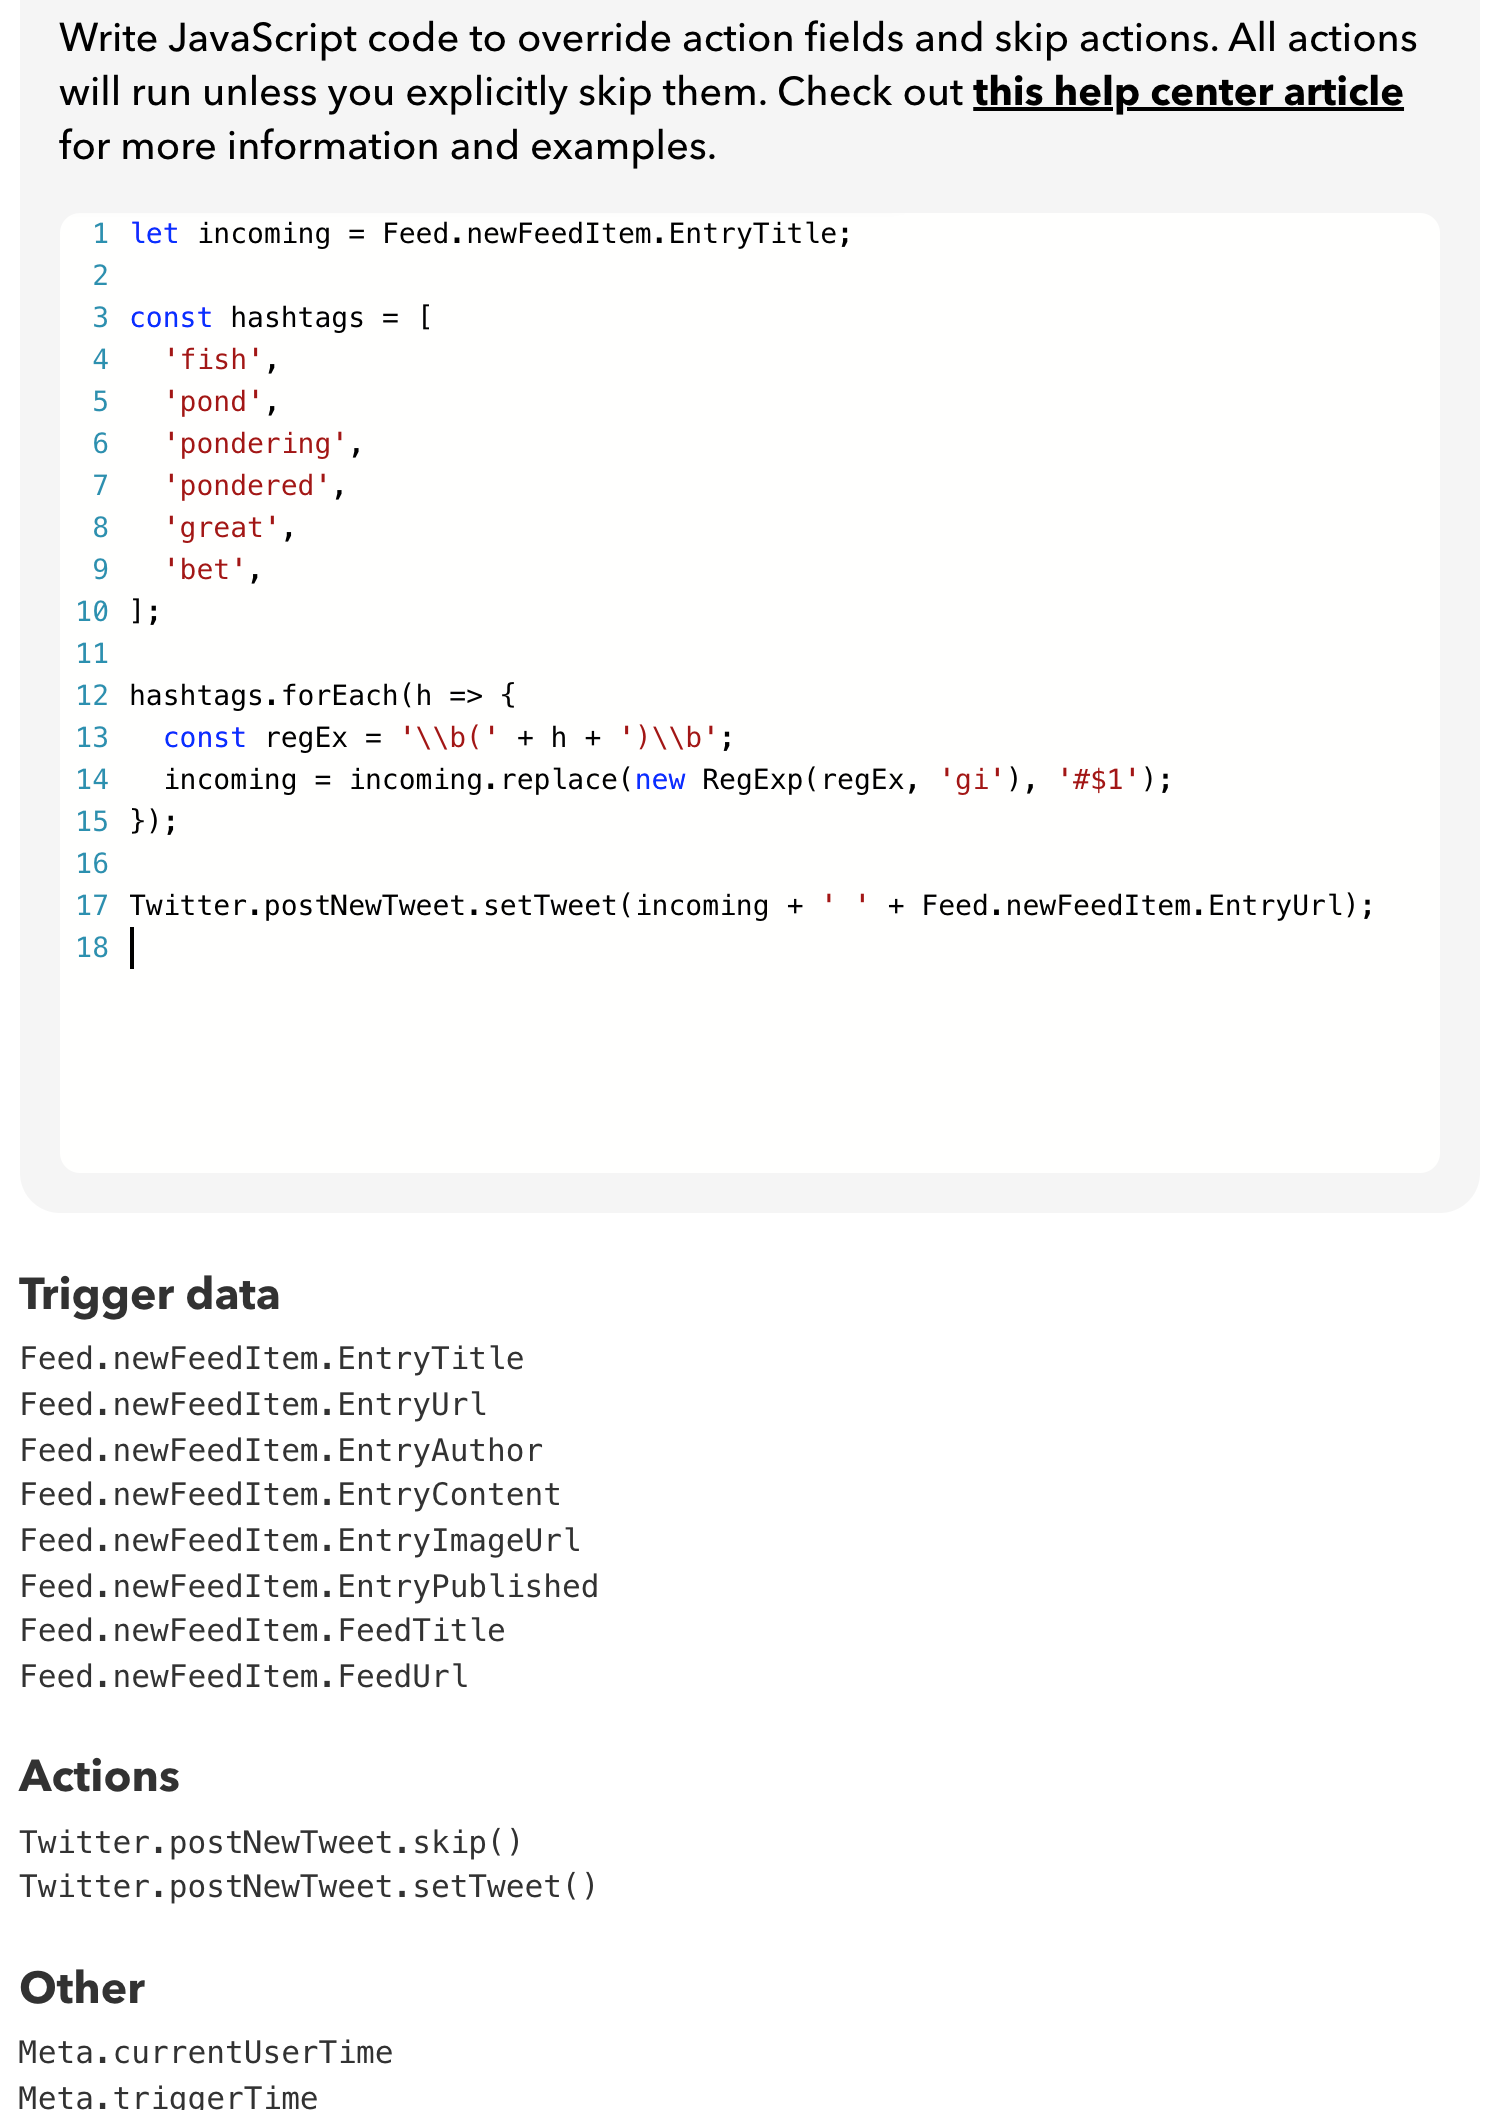 Write JavaScript code to override action fields and skip actions. All actions
will run unless you explicitly skip them. Check out this help center article
for more information and examples.
1 let incoming = Feed.newFeedItem.EntryTitle;
2
3 const hashtags = [
4   'fish',
5   'pond',
6   'pondering',
7   'pondered',
8   'great',
9   'bet',
10 ];
11
12 hashtags.forEach(h => {
13   const regEx = '\\b(' + h + ')\\b';
14   incoming = incoming.replace(new RegExp(regEx, 'gi'), '#$1');
15 });
16
17 Twitter.postNewTweet.setTweet(incoming + ' ' + Feed.newFeedItem.EntryUrl);
18
Trigger data
Feed.newFeedItem.EntryTitle
Feed.newFeedItem.EntryUrl
Feed.newFeedItem.EntryAuthor
Feed.newFeedItem.EntryContent
Feed.newFeedItem.EntryImageUrl
Feed.newFeedItem.EntryPublished
Feed.newFeedItem.FeedTitle
Feed.newFeedItem.FeedUrl
Actions
Twitter.postNewTweet.skip()
Twitter.postNewTweet.setTweet()
Other
Meta.currentUserTime
Meta.triggerTime